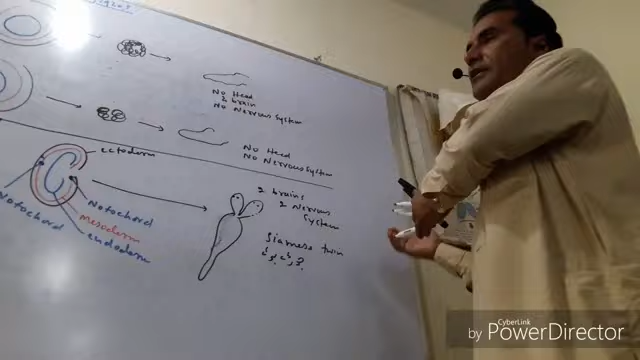 No Head
& brain
No Nervous System
No Head
No Nervous System
ectoderm
Notochord
Notochord
mesoderm
endoderm
2 brains
2 Nervous
System
Siamese twin
CyberLink
by PowerDirector